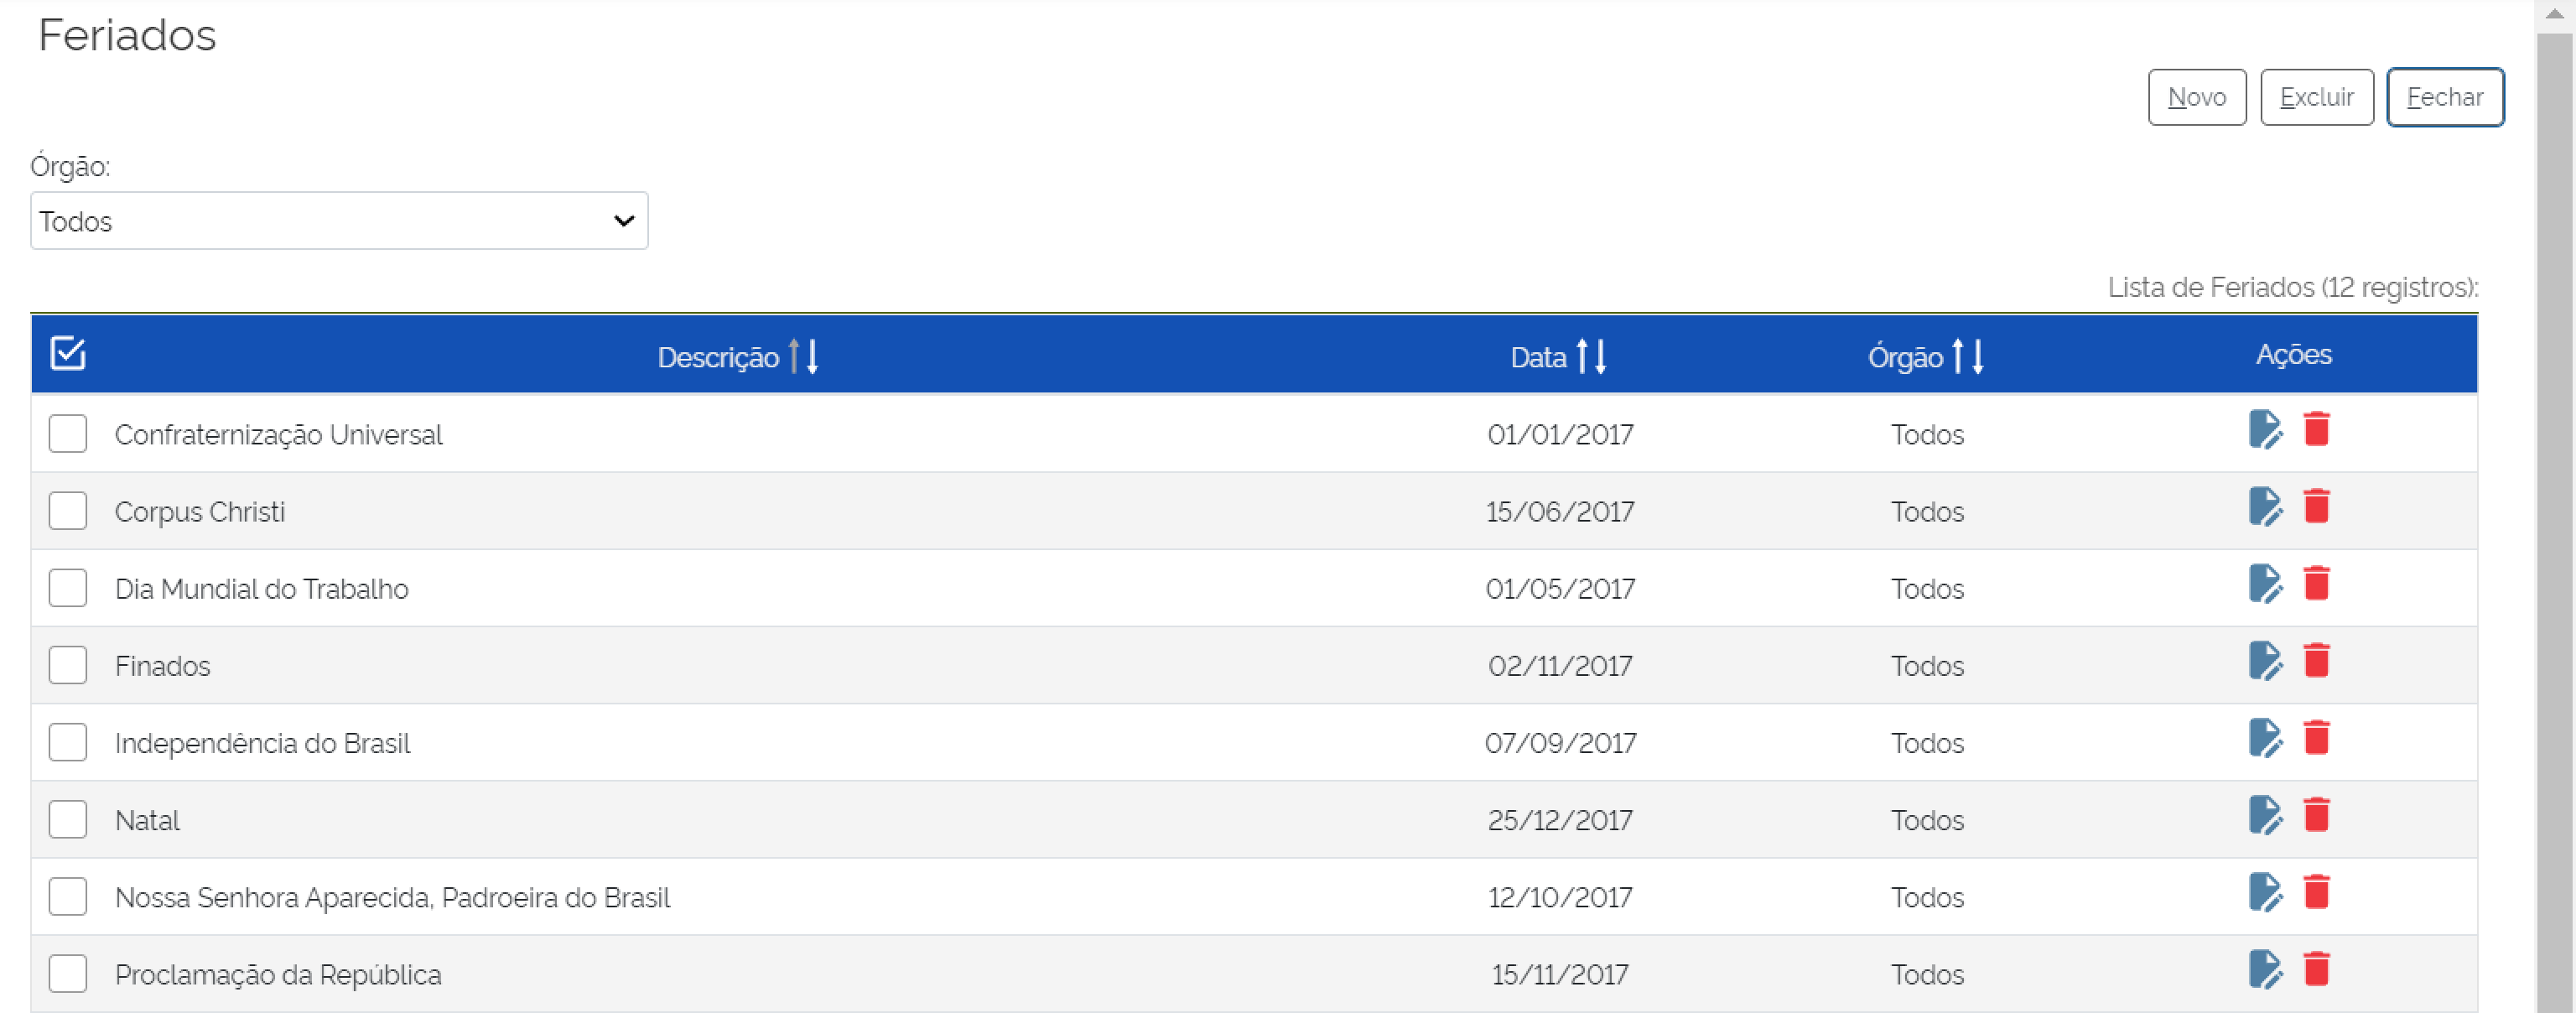 Feriados
Novo Excluir Fechar
Órgão:
Todos
Lista de Feriados (12 registros):
Descrição Data Órgão Ações
Confraternização Universal 01/01/2017 Todos
Corpus Christi 15/06/2017 Todos
Dia Mundial do Trabalho 01/05/2017 Todos
Finados 02/11/2017 Todos
Independência do Brasil 07/09/2017 Todos
Natal 25/12/2017 Todos
Nossa Senhora Aparecida, Padroeira do Brasil 12/10/2017 Todos
Proclamação da República 15/11/2017 Todos